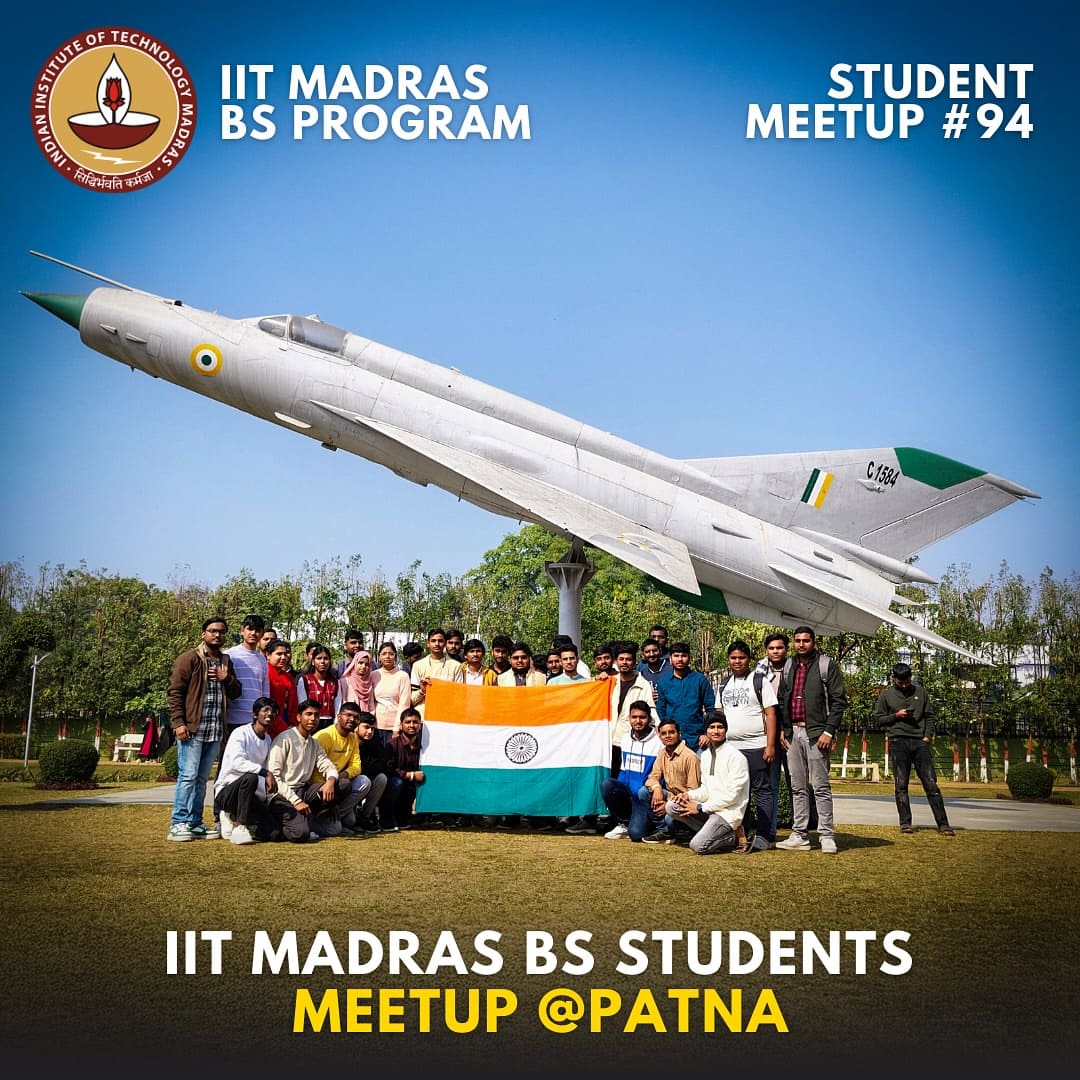 INDIAN INSTITUTE OF TECHNOLOGY MADRAS
सिद्धिर्भवति कर्मजा
IIT MADRAS
BS PROGRAM
STUDENT
MEETUP #94
C 1584
IIT MADRAS BS STUDENTS
MEETUP @PATNA